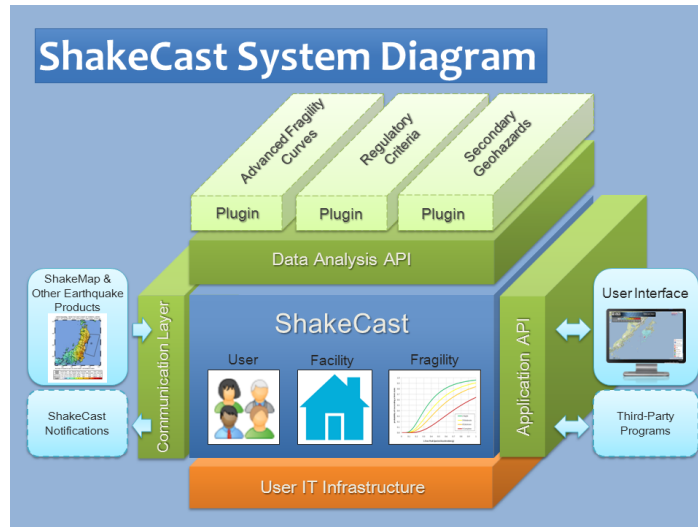 ShakeCast System Diagram
Advanced Fragility
Curves
Regulatory
Criteria
Secondary
Geohazards
Plugin
Plugin
Plugin
Data Analysis API
ShakeMap &
Other Earthquake
Products
ShakeCast
Notifications
Communication Layer
ShakeCast
User
Facility
Fragility
Application API
User Interface
Third-Party
Programs
User IT Infrastructure